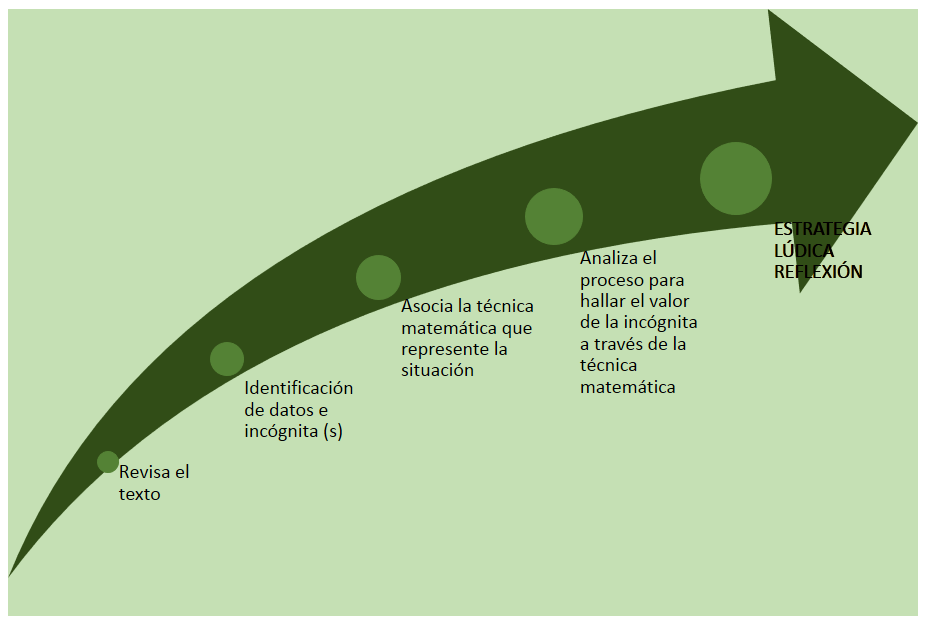 Revisa el
texto
Identificación
de datos e
incógnita (s)
Asocia la técnica
matemática que
represente la
situación
Analiza el
proceso para
hallar el valor
de la incógnita
a través de la
técnica
matemática
ESTRATEGIA
LÚDICA
REFLEXIÓN